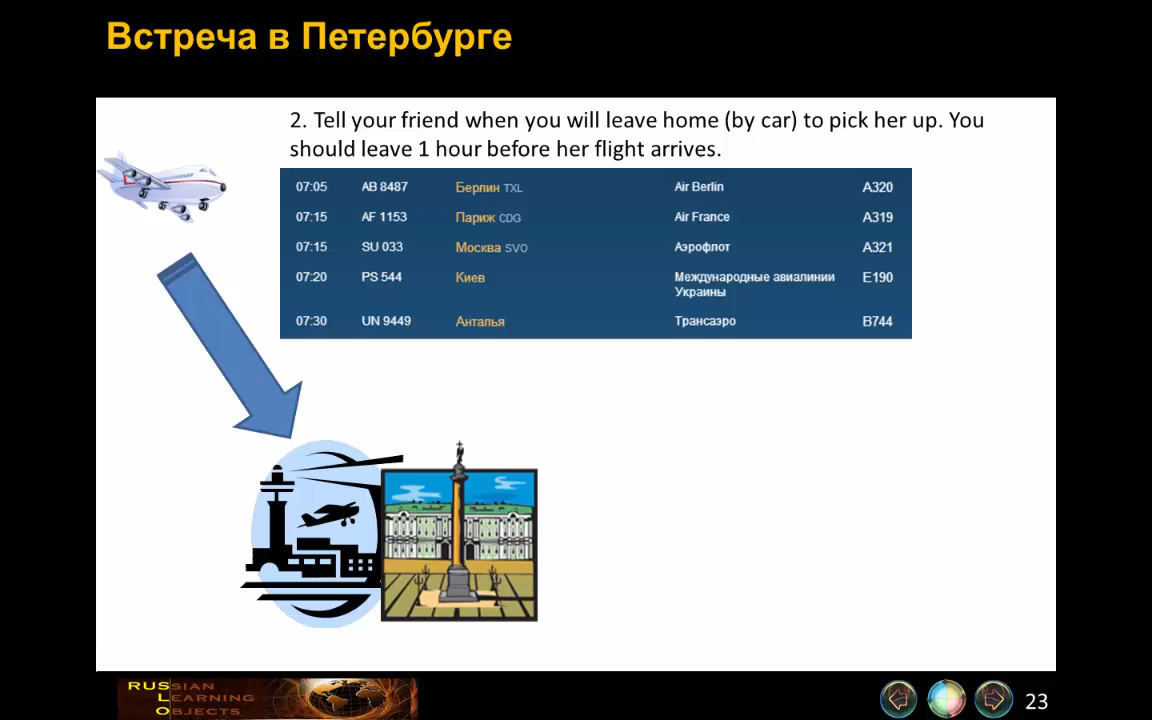 Встреча в Петербурге
2. Tell your friend when you will leave home (by car) to pick her up. You
should leave 1 hour before her flight arrives.
07:05 AB 8487 Берлин TXL Air Berlin A320
07:15 AF 1153 Париж CDG Air France A319
07:15 SU 033 Москва SVO Аэрофлот A321
07:20 PS 544 Киев Международные авиалинии E190
Украины
07:30 UN 9449 Анталья Трансаэро B744
RUSSIAN
LEARNING
OBJECTS
23